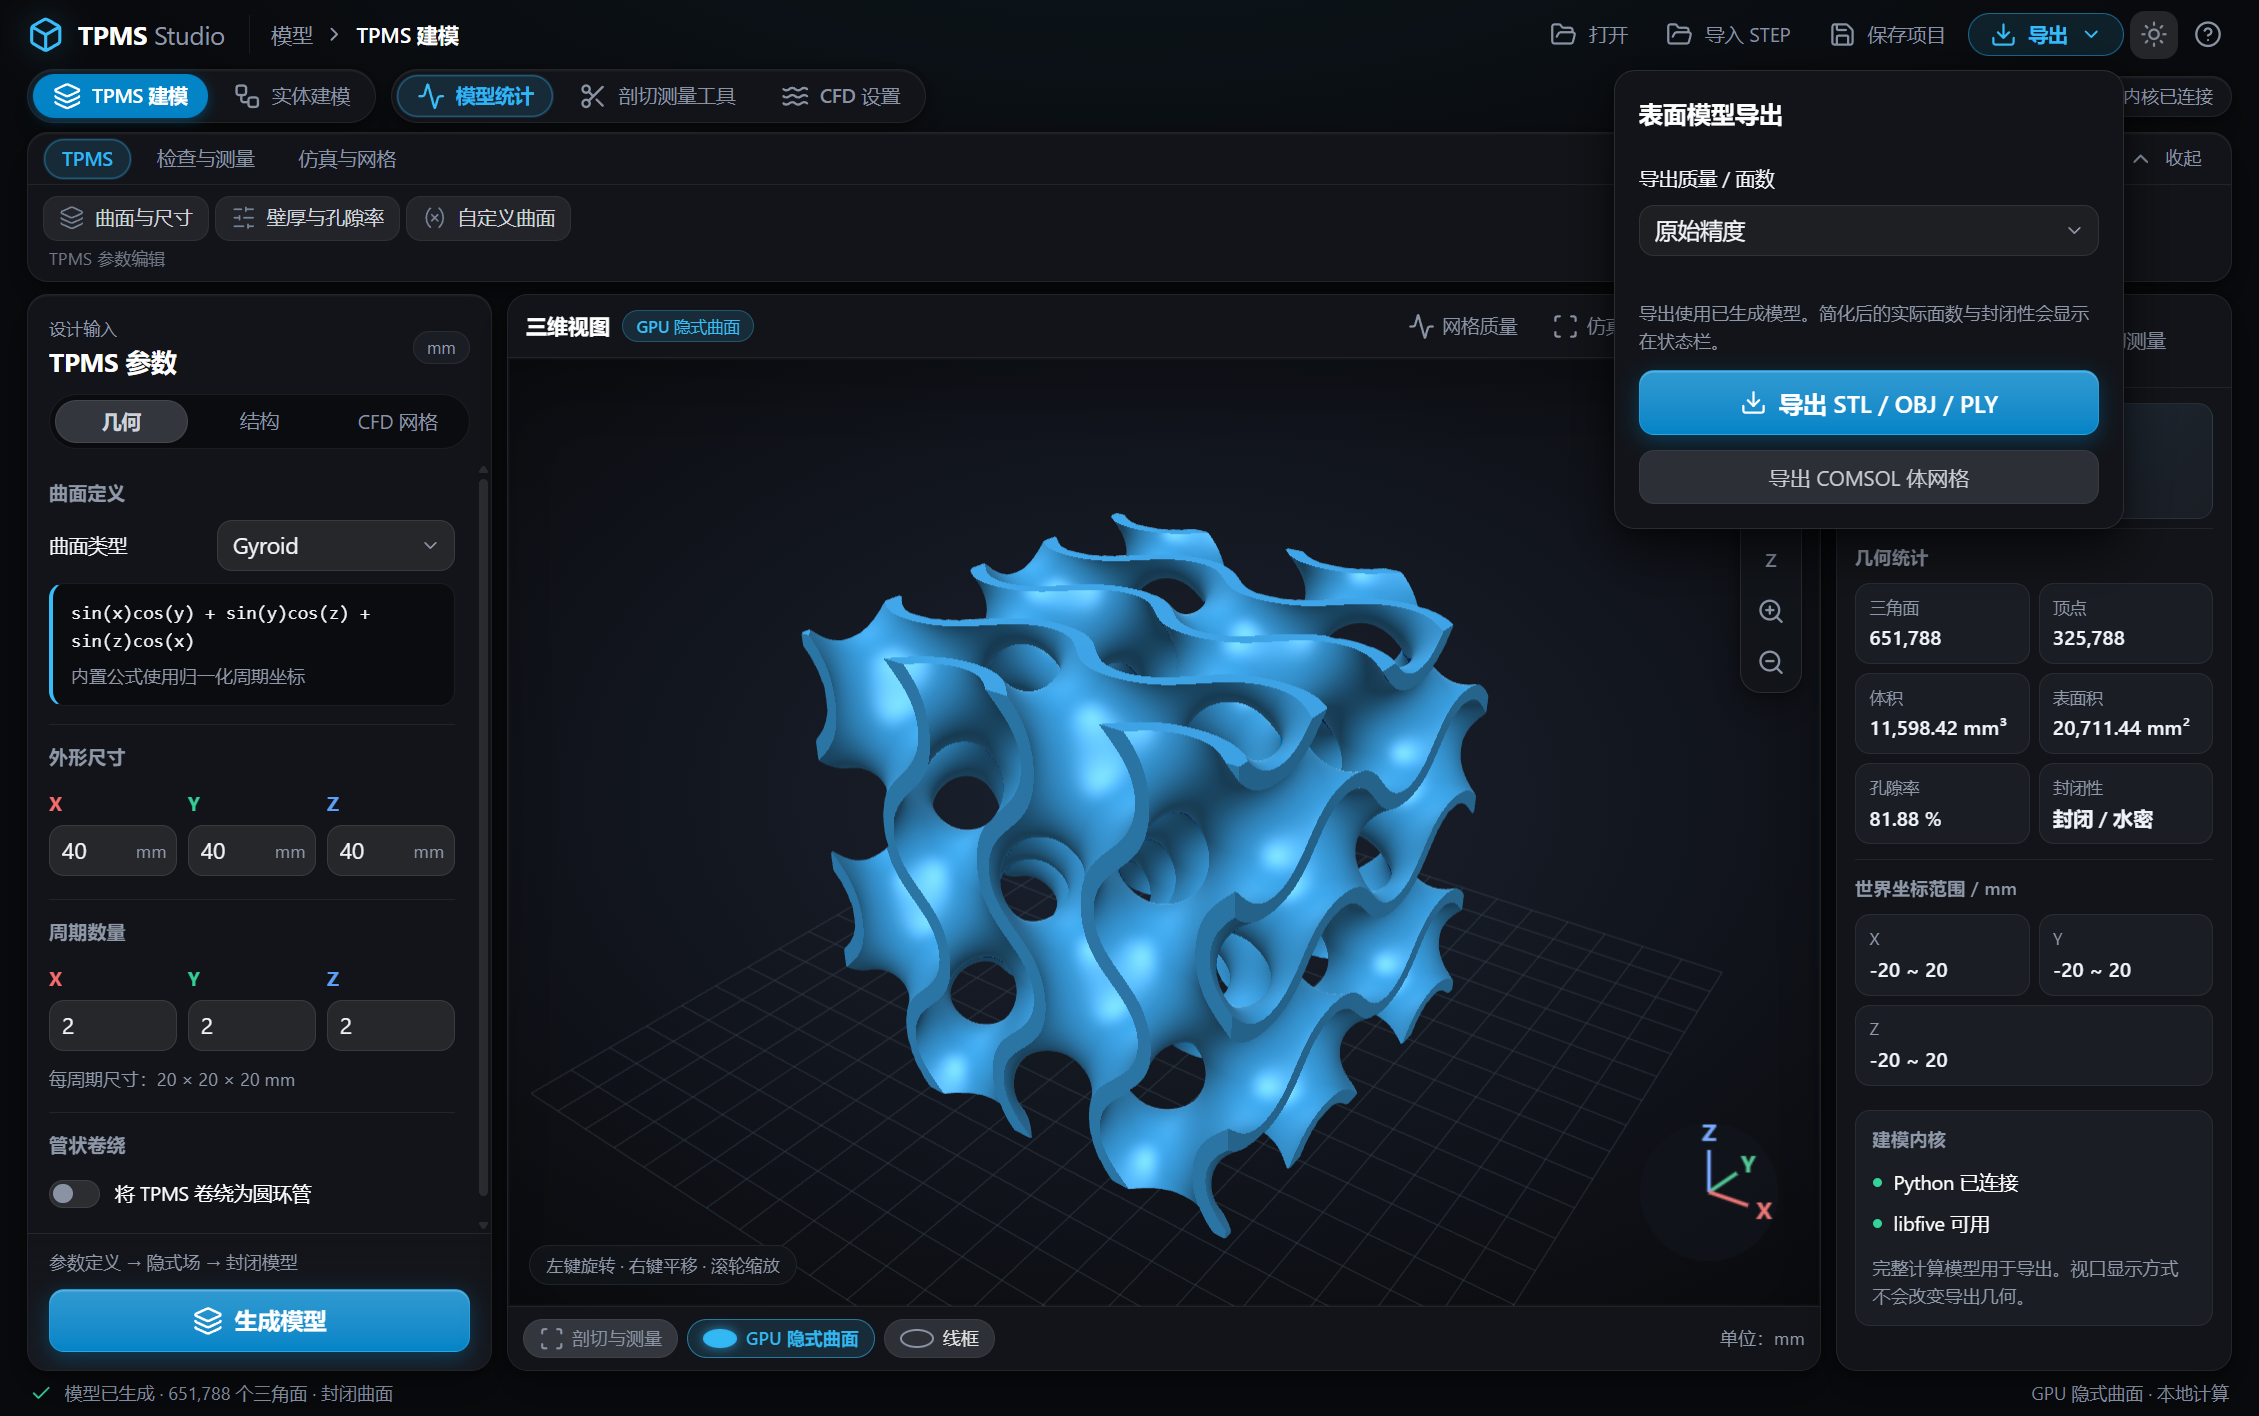 TPMS Studio
模型 > TPMS 建模
打开
导入 STEP
保存项目
导出
TPMS 建模
实体建模
模型统计
剖切测量工具
CFD 设置
内核已连接
TPMS
检查与测量
仿真与网格
收起
曲面与尺寸
壁厚与孔隙率
自定义曲面
TPMS 参数编辑
表面模型导出
导出质量 / 面数
原始精度
导出使用已生成模型。简化后的实际面数与封闭性会显示
在状态栏。
导出 STL / OBJ / PLY
导出 COMSOL 体网格
设计输入
TPMS 参数
mm
几何
结构
CFD 网格
曲面定义
曲面类型
Gyroid
sin(x)cos(y) + sin(y)cos(z) +
sin(z)cos(x)
内置公式使用归一化周期坐标
外形尺寸
X
Y
Z
40 mm
40 mm
40 mm
周期数量
X
Y
Z
2
2
2
每周期尺寸：20 × 20 × 20 mm
管状卷绕
将 TPMS 卷绕为圆环管
参数定义 → 隐式场 → 封闭模型
生成模型
三维视图
GPU 隐式曲面
网格质量
仿
Z
Z
Y
X
左键旋转 · 右键平移 · 滚轮缩放
剖切与测量
GPU 隐式曲面
线框
单位：mm
测量
几何统计
三角面
651,788
顶点
325,788
体积
11,598.42 mm³
表面积
20,711.44 mm²
孔隙率
81.88 %
封闭性
封闭 / 水密
世界坐标范围 / mm
X
-20 ~ 20
Y
-20 ~ 20
Z
-20 ~ 20
建模内核
Python 已连接
libfive 可用
完整计算模型用于导出。视口显示方式
不会改变导出几何。
模型已生成 · 651,788 个三角面 · 封闭曲面
GPU 隐式曲面 · 本地计算